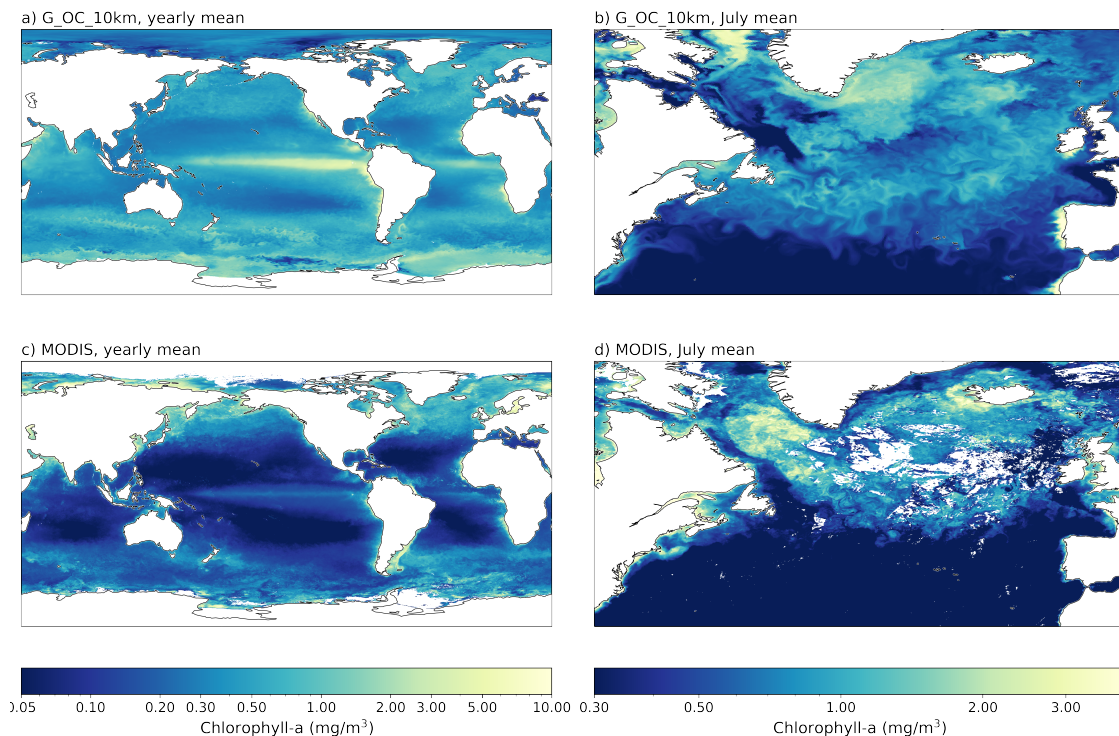 a) G_OC_10km, yearly mean
b) G_OC_10km, July mean
c) MODIS, yearly mean
d) MODIS, July mean
0.05 0.10 0.20 0.30 0.50 1.00 2.00 3.00 5.00 10.00
Chlorophyll-a (mg/m³)
0.30 0.50 1.00 2.00 3.00
Chlorophyll-a (mg/m³)